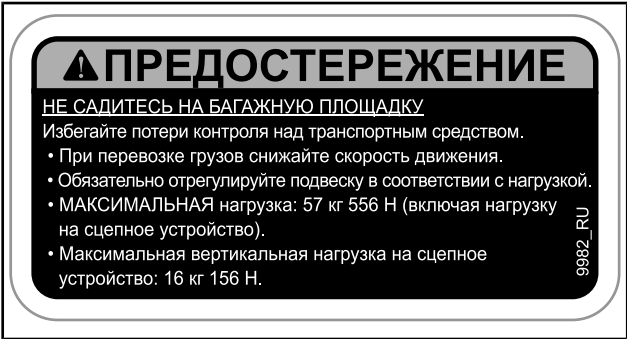 ПРЕДОСТЕРЕЖЕНИЕ
НЕ САДИТЕСЬ НА БАГАЖНУЮ ПЛОЩАДКУ
Избегайте потери контроля над транспортным средством.
• При перевозке грузов снижайте скорость движения.
• Обязательно отрегулируйте подвеску в соответствии с нагрузкой.
• МАКСИМАЛЬНАЯ нагрузка: 57 кг 556 Н (включая нагрузку
на сцепное устройство).
• Максимальная вертикальная нагрузка на сцепное
устройство: 16 кг 156 Н.
9982_RU